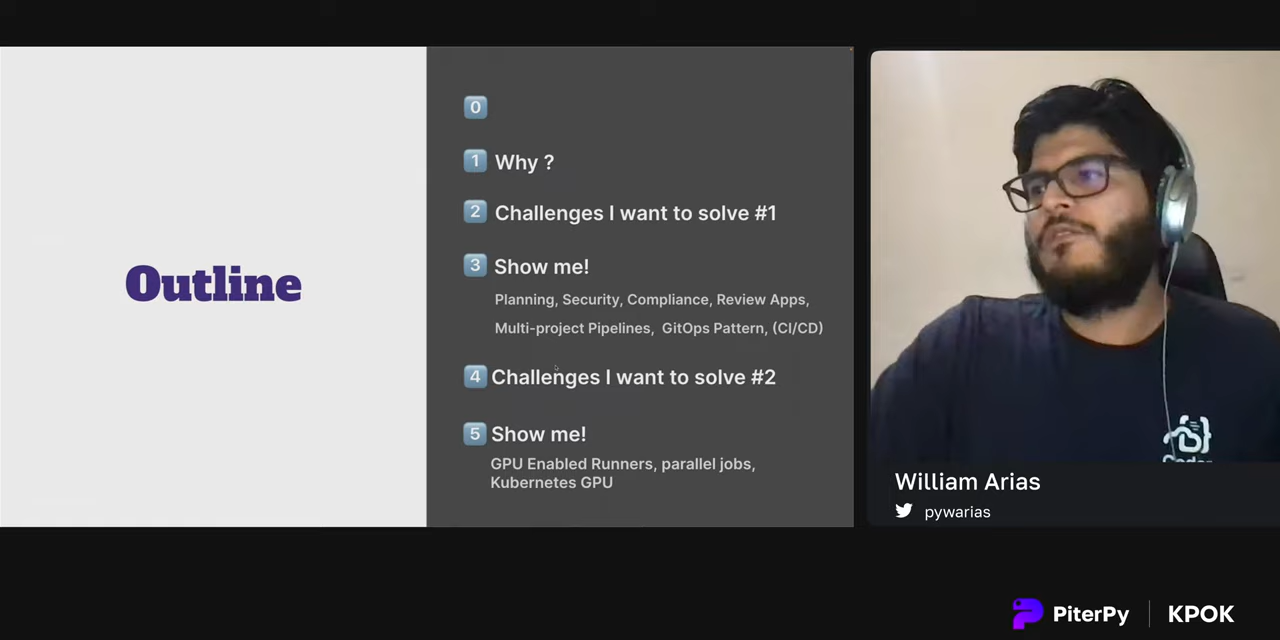 Outline
0
1 Why ?
2 Challenges I want to solve #1
3 Show me!
Planning, Security, Compliance, Review Apps,
Multi-project Pipelines, GitOps Pattern, (CI/CD)
4 Challenges I want to solve #2
5 Show me!
GPU Enabled Runners, parallel jobs,
Kubernetes GPU
William Arias
pywarias
PiterPy
KPOK